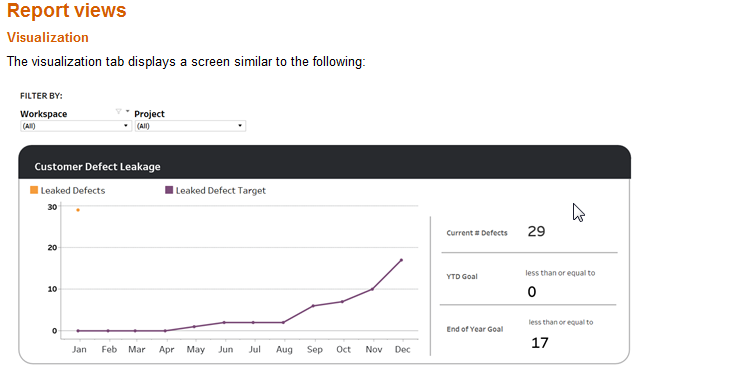 Report views
Visualization
The visualization tab displays a screen similar to the following:
FILTER BY:
Workspace Project
(All) (All)
Customer Defect Leakage
Leaked Defects Leaked Defect Target
30
20
10
0
Jan Feb Mar Apr May Jun Jul Aug Sep Oct Nov Dec
Current # Defects 29
YTD Goal less than or equal to
0
End of Year Goal less than or equal to
17